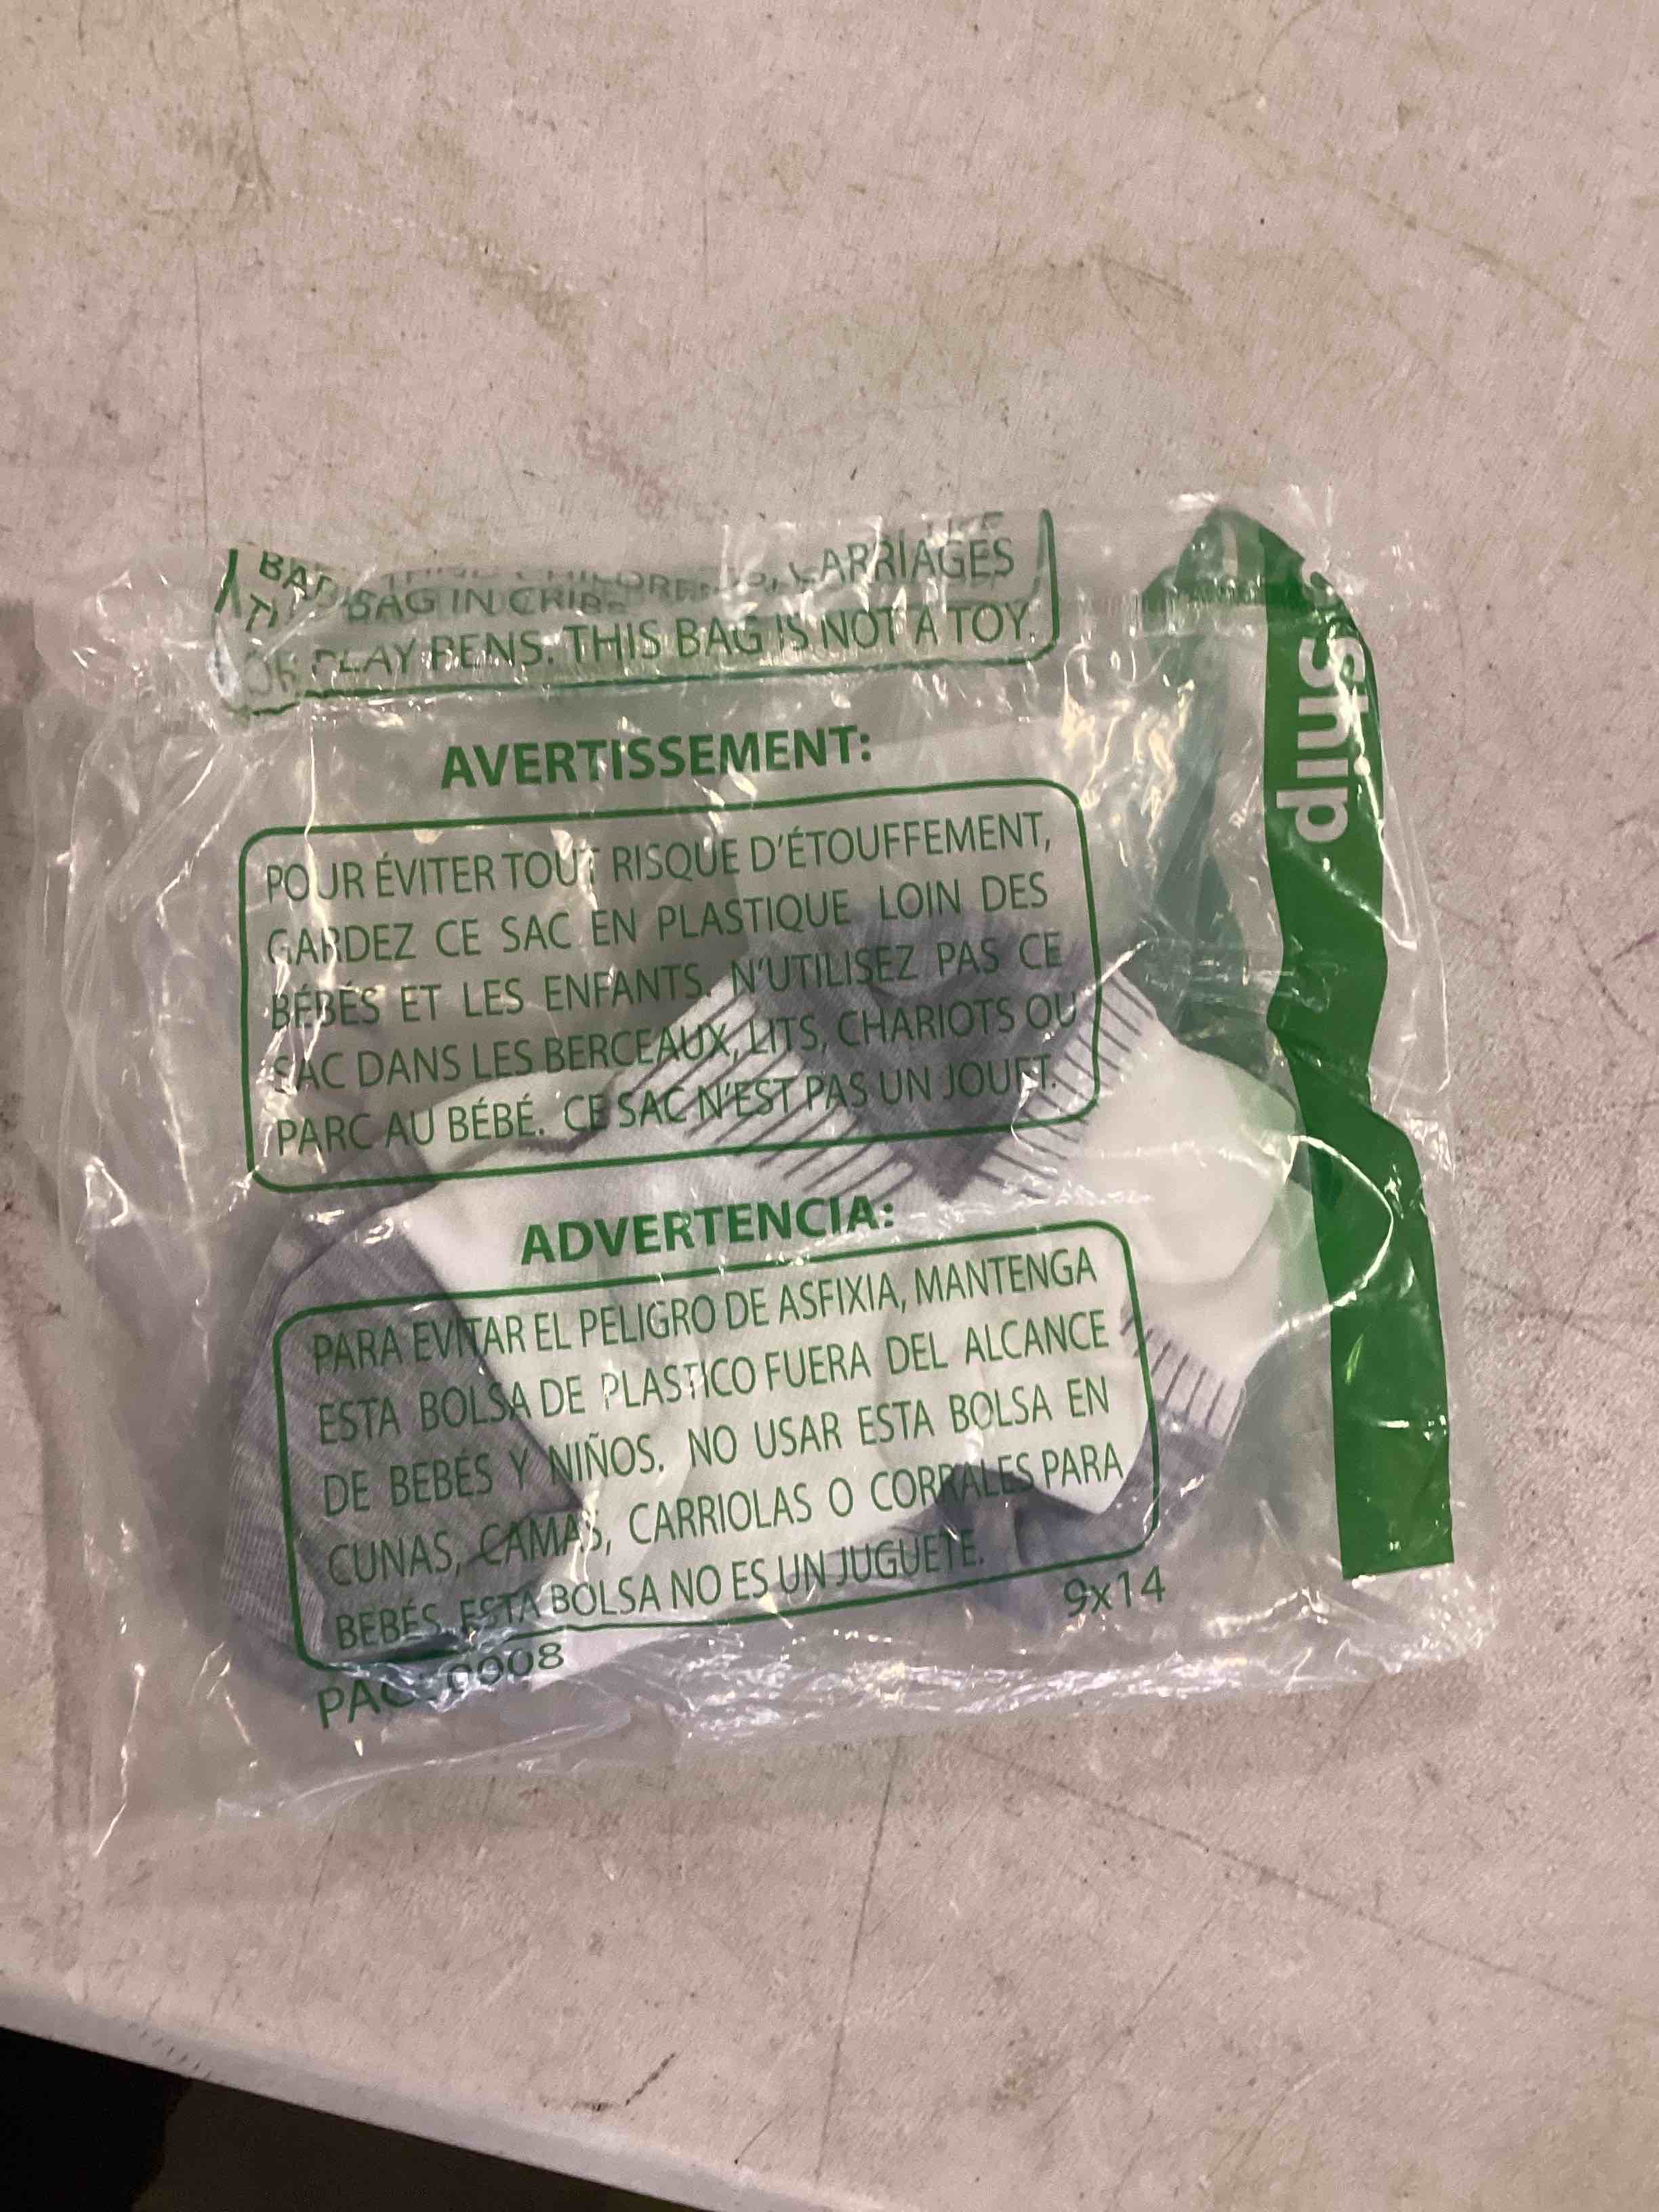 CARRIAGES
BAG IN CRIBS
OR PLAY PENS. THIS BAG IS NOT A TOY.
AVERTISSEMENT:
POUR ÉVITER TOUT RISQUE D'ÉTOUFFEMENT,
GARDEZ CE SAC EN PLASTIQUE LOIN DES
BÉBÉS ET LES ENFANTS. N'UTILISEZ PAS CE
SAC DANS LES BERCEAUX, LITS, CHARIOTS OU
PARC AU BÉBÉ. CE SAC N'EST PAS UN JOUET.
ADVERTENCIA:
PARA EVITAR EL PELIGRO DE ASFIXIA, MANTENGA
ESTA BOLSA DE PLASTICO FUERA DEL ALCANCE
DE BEBÉS Y NIÑOS. NO USAR ESTA BOLSA EN
CUNAS, CAMAS, CARRIOLAS O CORRALES PARA
BEBÉS. ESTA BOLSA NO ES UN JUGUETE.
9x14